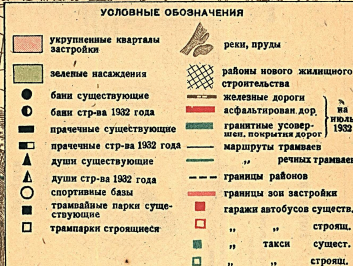 УСЛОВНЫЕ ОБОЗНАЧЕНИЯ
укрупненные кварталы
застройки
зеленые насаждения
бани существующие
бани стр-ва 1932 года
прачечные существующие
прачечные стр-ва 1932 года
души существующие
души стр-ва 1932 года
спортивные базы
трамвайные парки суще-
ствующие
трампарки строящиеся
реки, пруды
районы нового жилищного
строительства
железные дороги
асфальтирован. дор.
гранитные усовер-
шен. покрытия дорог
на
июль
1932
маршруты трамваев
„ речных трамваев
границы районов
границы зон застройки
гаражи автобусов существ.
„ „ строящ.
„ такси сущест.
„ „ строящ.